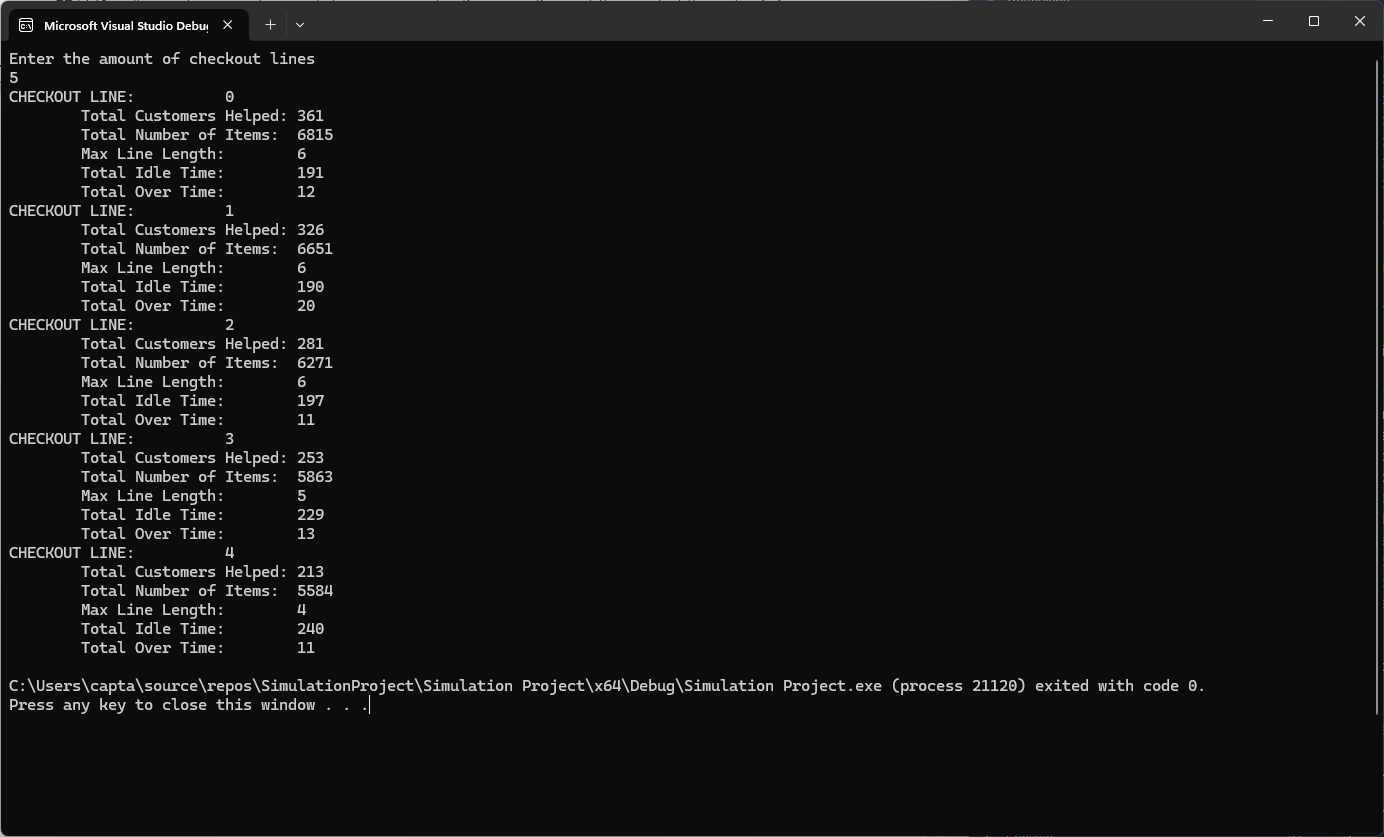 Microsoft Visual Studio Debu
Enter the amount of checkout lines
5
CHECKOUT LINE: 0
Total Customers Helped: 361
Total Number of Items: 6815
Max Line Length: 6
Total Idle Time: 191
Total Over Time: 12
CHECKOUT LINE: 1
Total Customers Helped: 326
Total Number of Items: 6651
Max Line Length: 6
Total Idle Time: 190
Total Over Time: 20
CHECKOUT LINE: 2
Total Customers Helped: 281
Total Number of Items: 6271
Max Line Length: 6
Total Idle Time: 197
Total Over Time: 11
CHECKOUT LINE: 3
Total Customers Helped: 253
Total Number of Items: 5863
Max Line Length: 5
Total Idle Time: 229
Total Over Time: 13
CHECKOUT LINE: 4
Total Customers Helped: 213
Total Number of Items: 5584
Max Line Length: 4
Total Idle Time: 240
Total Over Time: 11
C:\Users\capta\source\repos\SimulationProject\Simulation Project\x64\Debug\Simulation Project.exe (process 21120) exited with code 0.
Press any key to close this window . . .